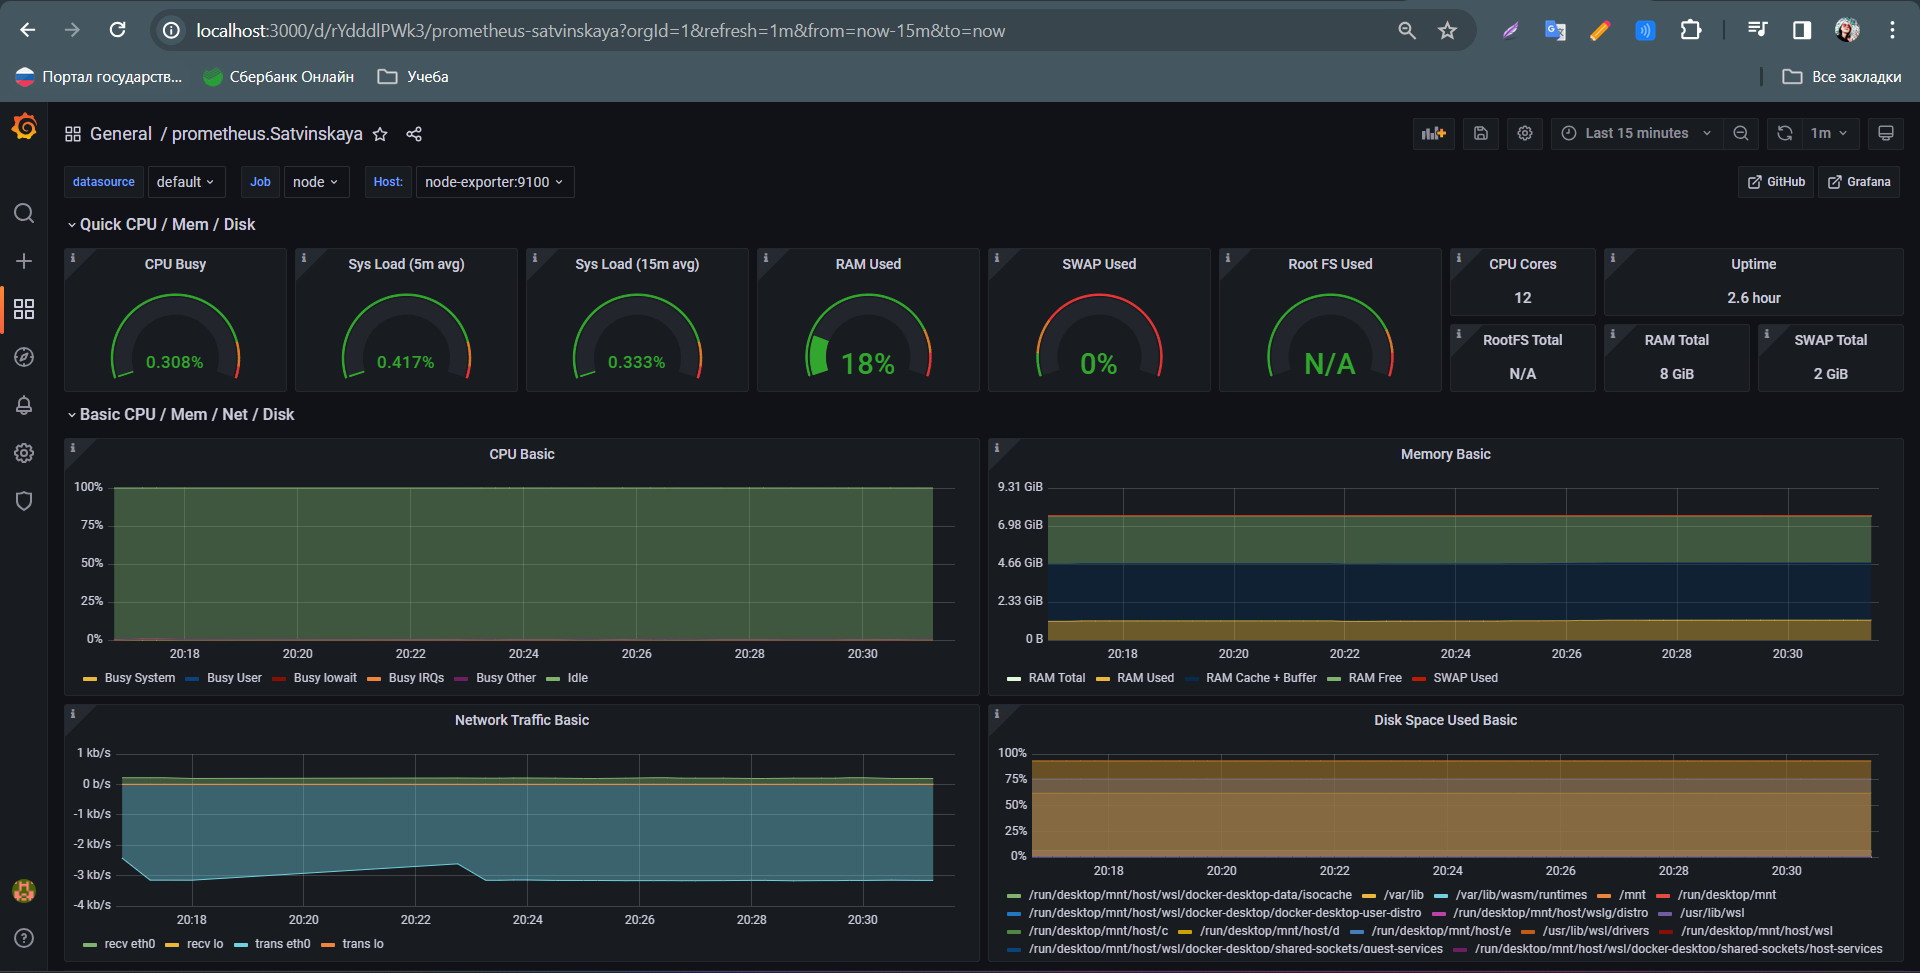 localhost:3000/d/rYdddlPWk3/prometheus-satvinskaya?orgId=1&refresh=1m&from=now-15m&to=now
Портал государств... Сбербанк Онлайн Учеба Все закладки
General / prometheus.Satvinskaya Last 15 minutes 1m
datasource default Job node Host: node-exporter:9100 GitHub Grafana
Quick CPU / Mem / Disk
CPU Busy
0.308%
Sys Load (5m avg)
0.417%
Sys Load (15m avg)
0.333%
RAM Used
18%
SWAP Used
0%
Root FS Used
N/A
CPU Cores
12
Uptime
2.6 hour
RootFS Total
N/A
RAM Total
8 GiB
SWAP Total
2 GiB
Basic CPU / Mem / Net / Disk
CPU Basic
100%
75%
50%
25%
0%
20:18 20:20 20:22 20:24 20:26 20:28 20:30
Busy System Busy User Busy Iowait Busy IRQs Busy Other Idle
Memory Basic
9.31 GiB
6.98 GiB
4.66 GiB
2.33 GiB
0 B
20:18 20:20 20:22 20:24 20:26 20:28 20:30
RAM Total RAM Used RAM Cache + Buffer RAM Free SWAP Used
Network Traffic Basic
1 kb/s
0 b/s
-1 kb/s
-2 kb/s
-3 kb/s
-4 kb/s
20:18 20:20 20:22 20:24 20:26 20:28 20:30
recv eth0 recv lo trans eth0 trans lo
Disk Space Used Basic
100%
75%
50%
25%
0%
20:18 20:20 20:22 20:24 20:26 20:28 20:30
/run/desktop/mnt/host/wsl/docker-desktop-data/isocache /var/lib /var/lib/wasm/runtimes /mnt /run/desktop/mnt
/run/desktop/mnt/host/wsl/docker-desktop/docker-desktop-user-distro /run/desktop/mnt/host/wslg/distro /usr/lib/wsl
/run/desktop/mnt/host/c /run/desktop/mnt/host/d /run/desktop/mnt/host/e /usr/lib/wsl/drivers /run/desktop/mnt/host/wsl
/run/desktop/mnt/host/wsl/docker-desktop/shared-sockets/guest-services /run/desktop/mnt/host/wsl/docker-desktop/shared-sockets/host-services